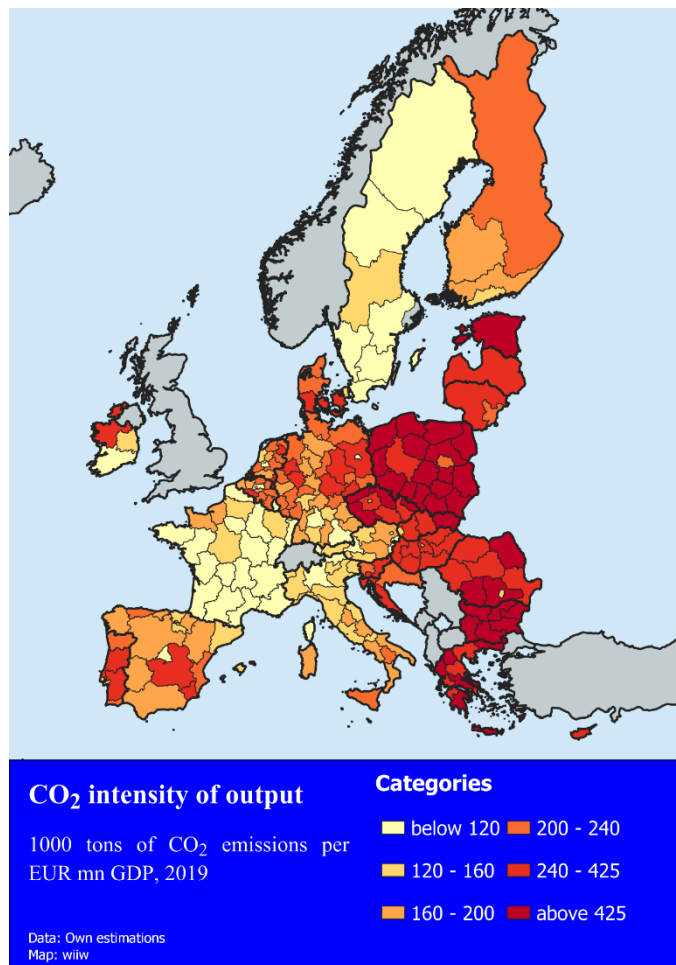 CO₂ intensity of output
1000 tons of CO₂ emissions per
EUR mn GDP, 2019
Data: Own estimations
Map: wiiw
Categories
below 120
200 - 240
120 - 160
240 - 425
160 - 200
above 425